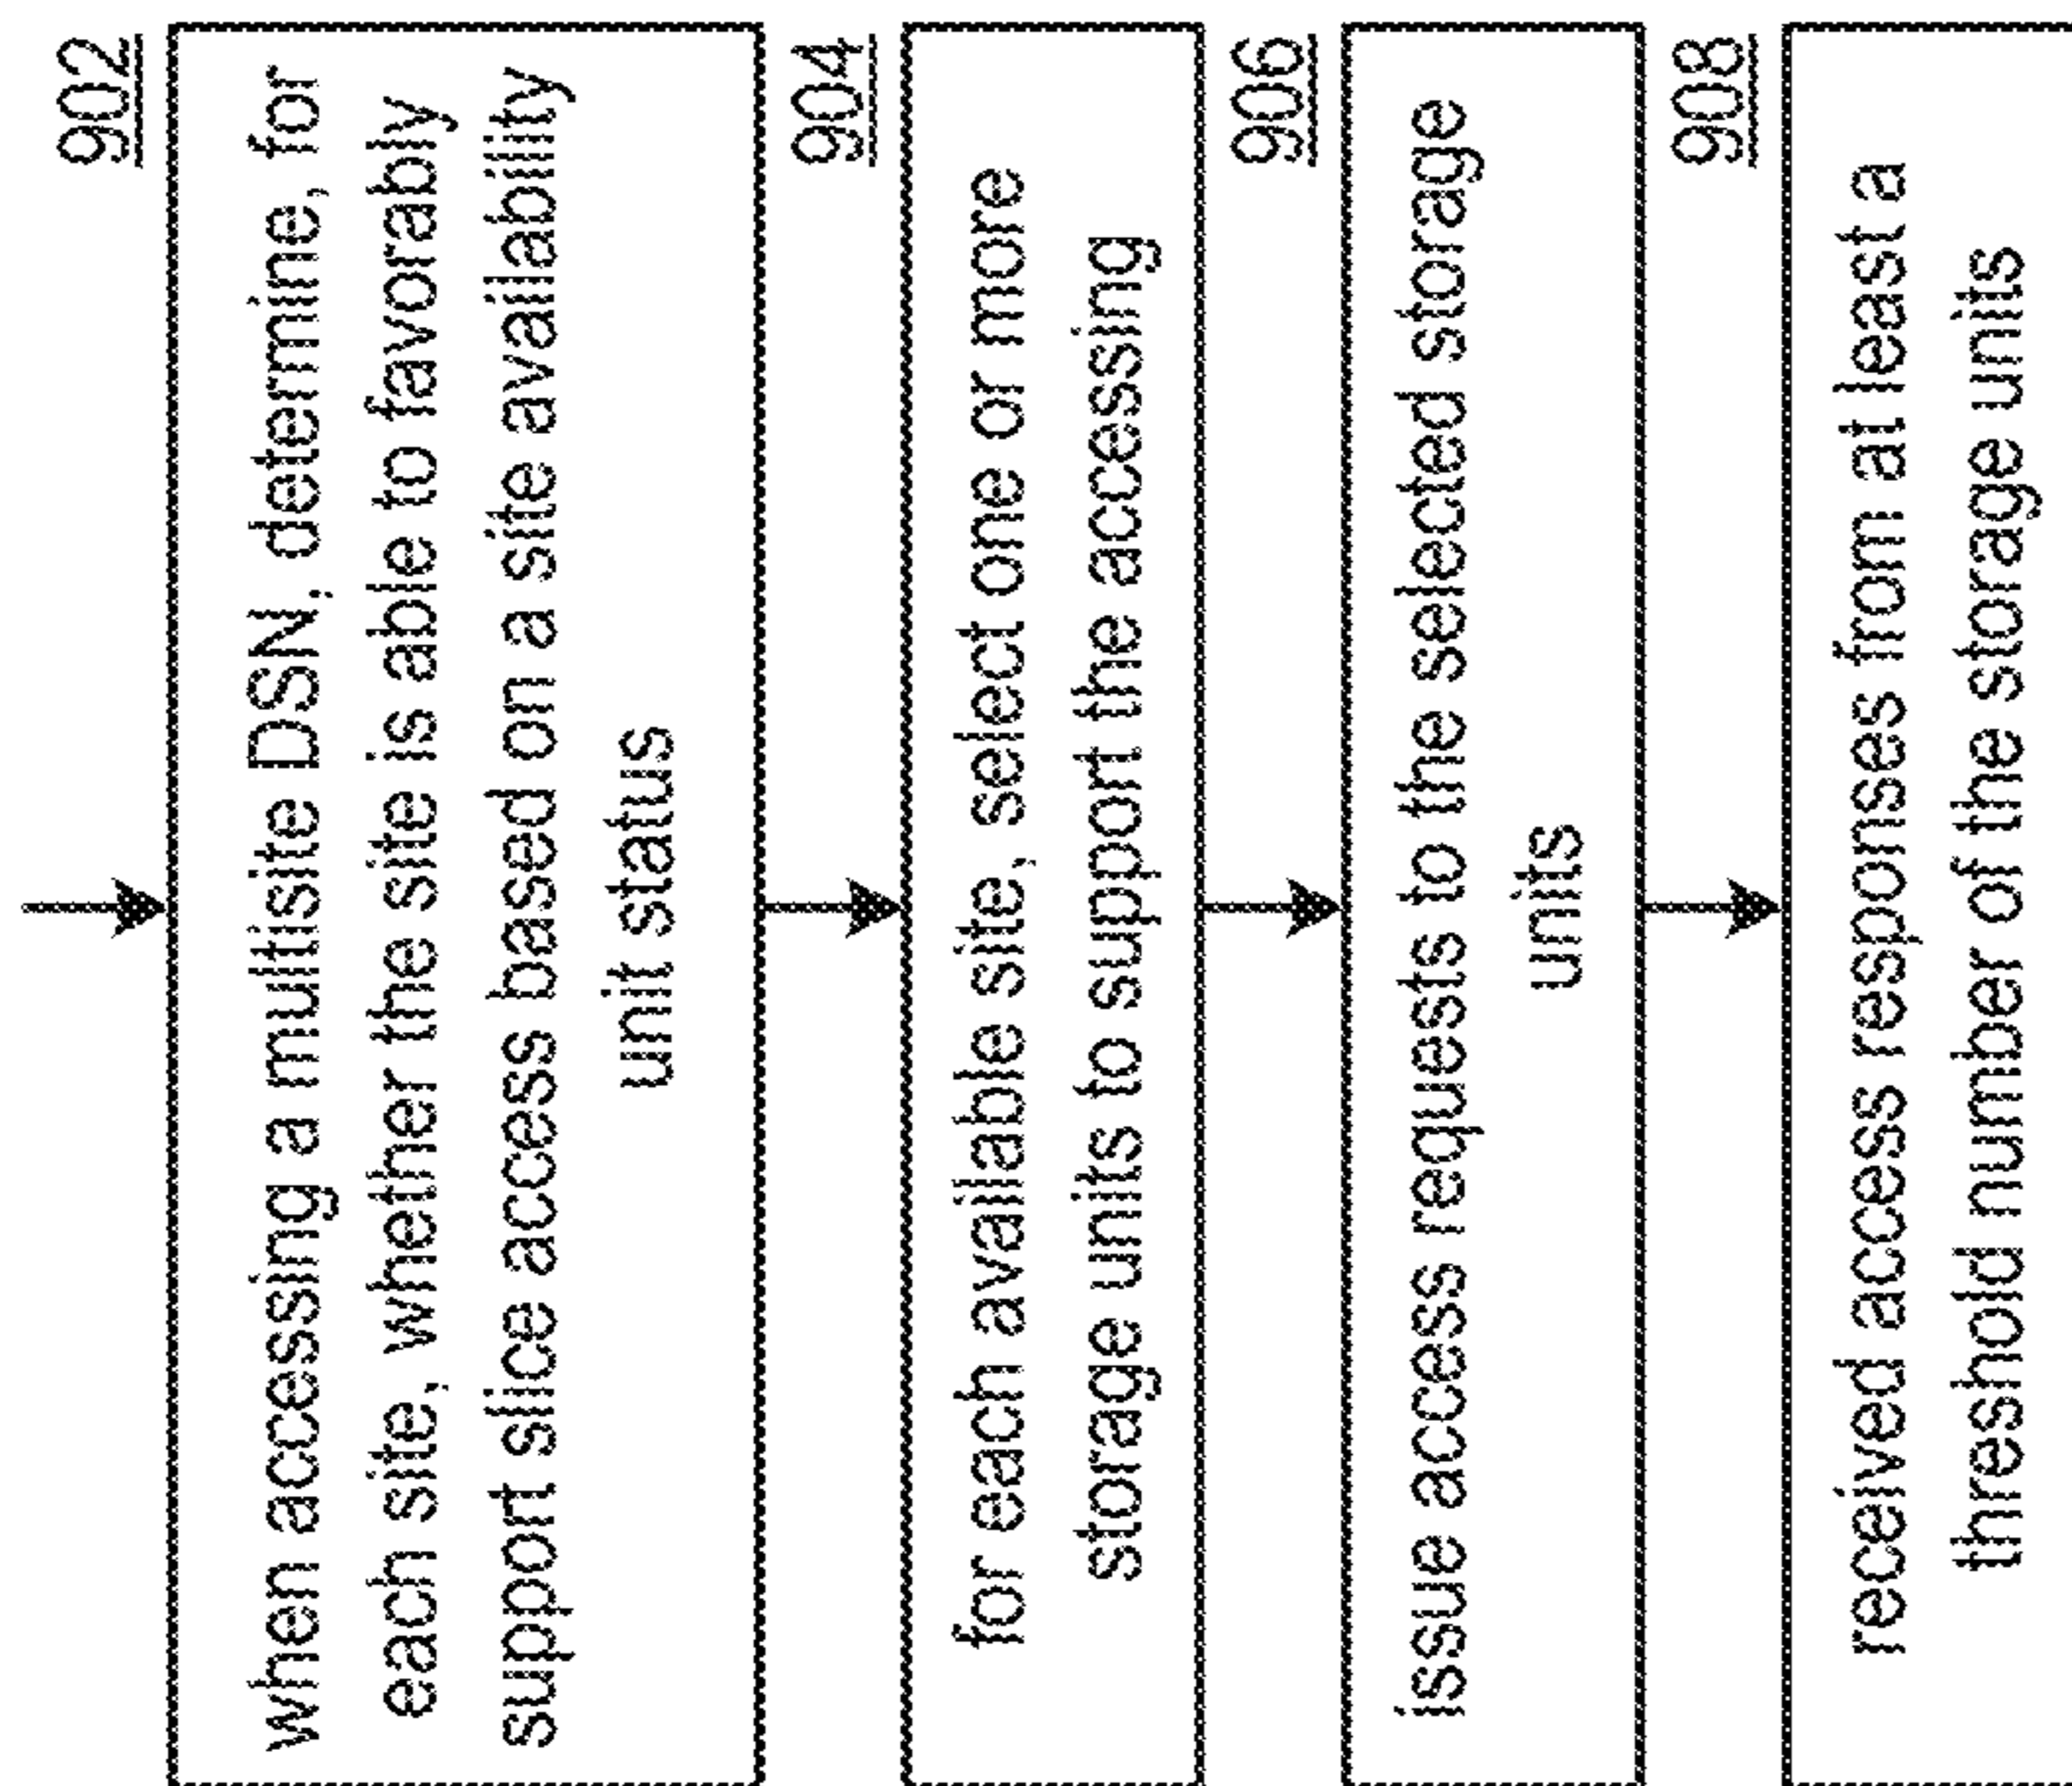 902
when accessing a multisite DSN, determine, for
each site, whether the site is able to favorably
support slice access based on a site availability
unit status
904
for each available site, select one or more
storage units to support the accessing
906
issue access requests to the selected storage
units
908
received access responses from at least a
threshold number of the storage units